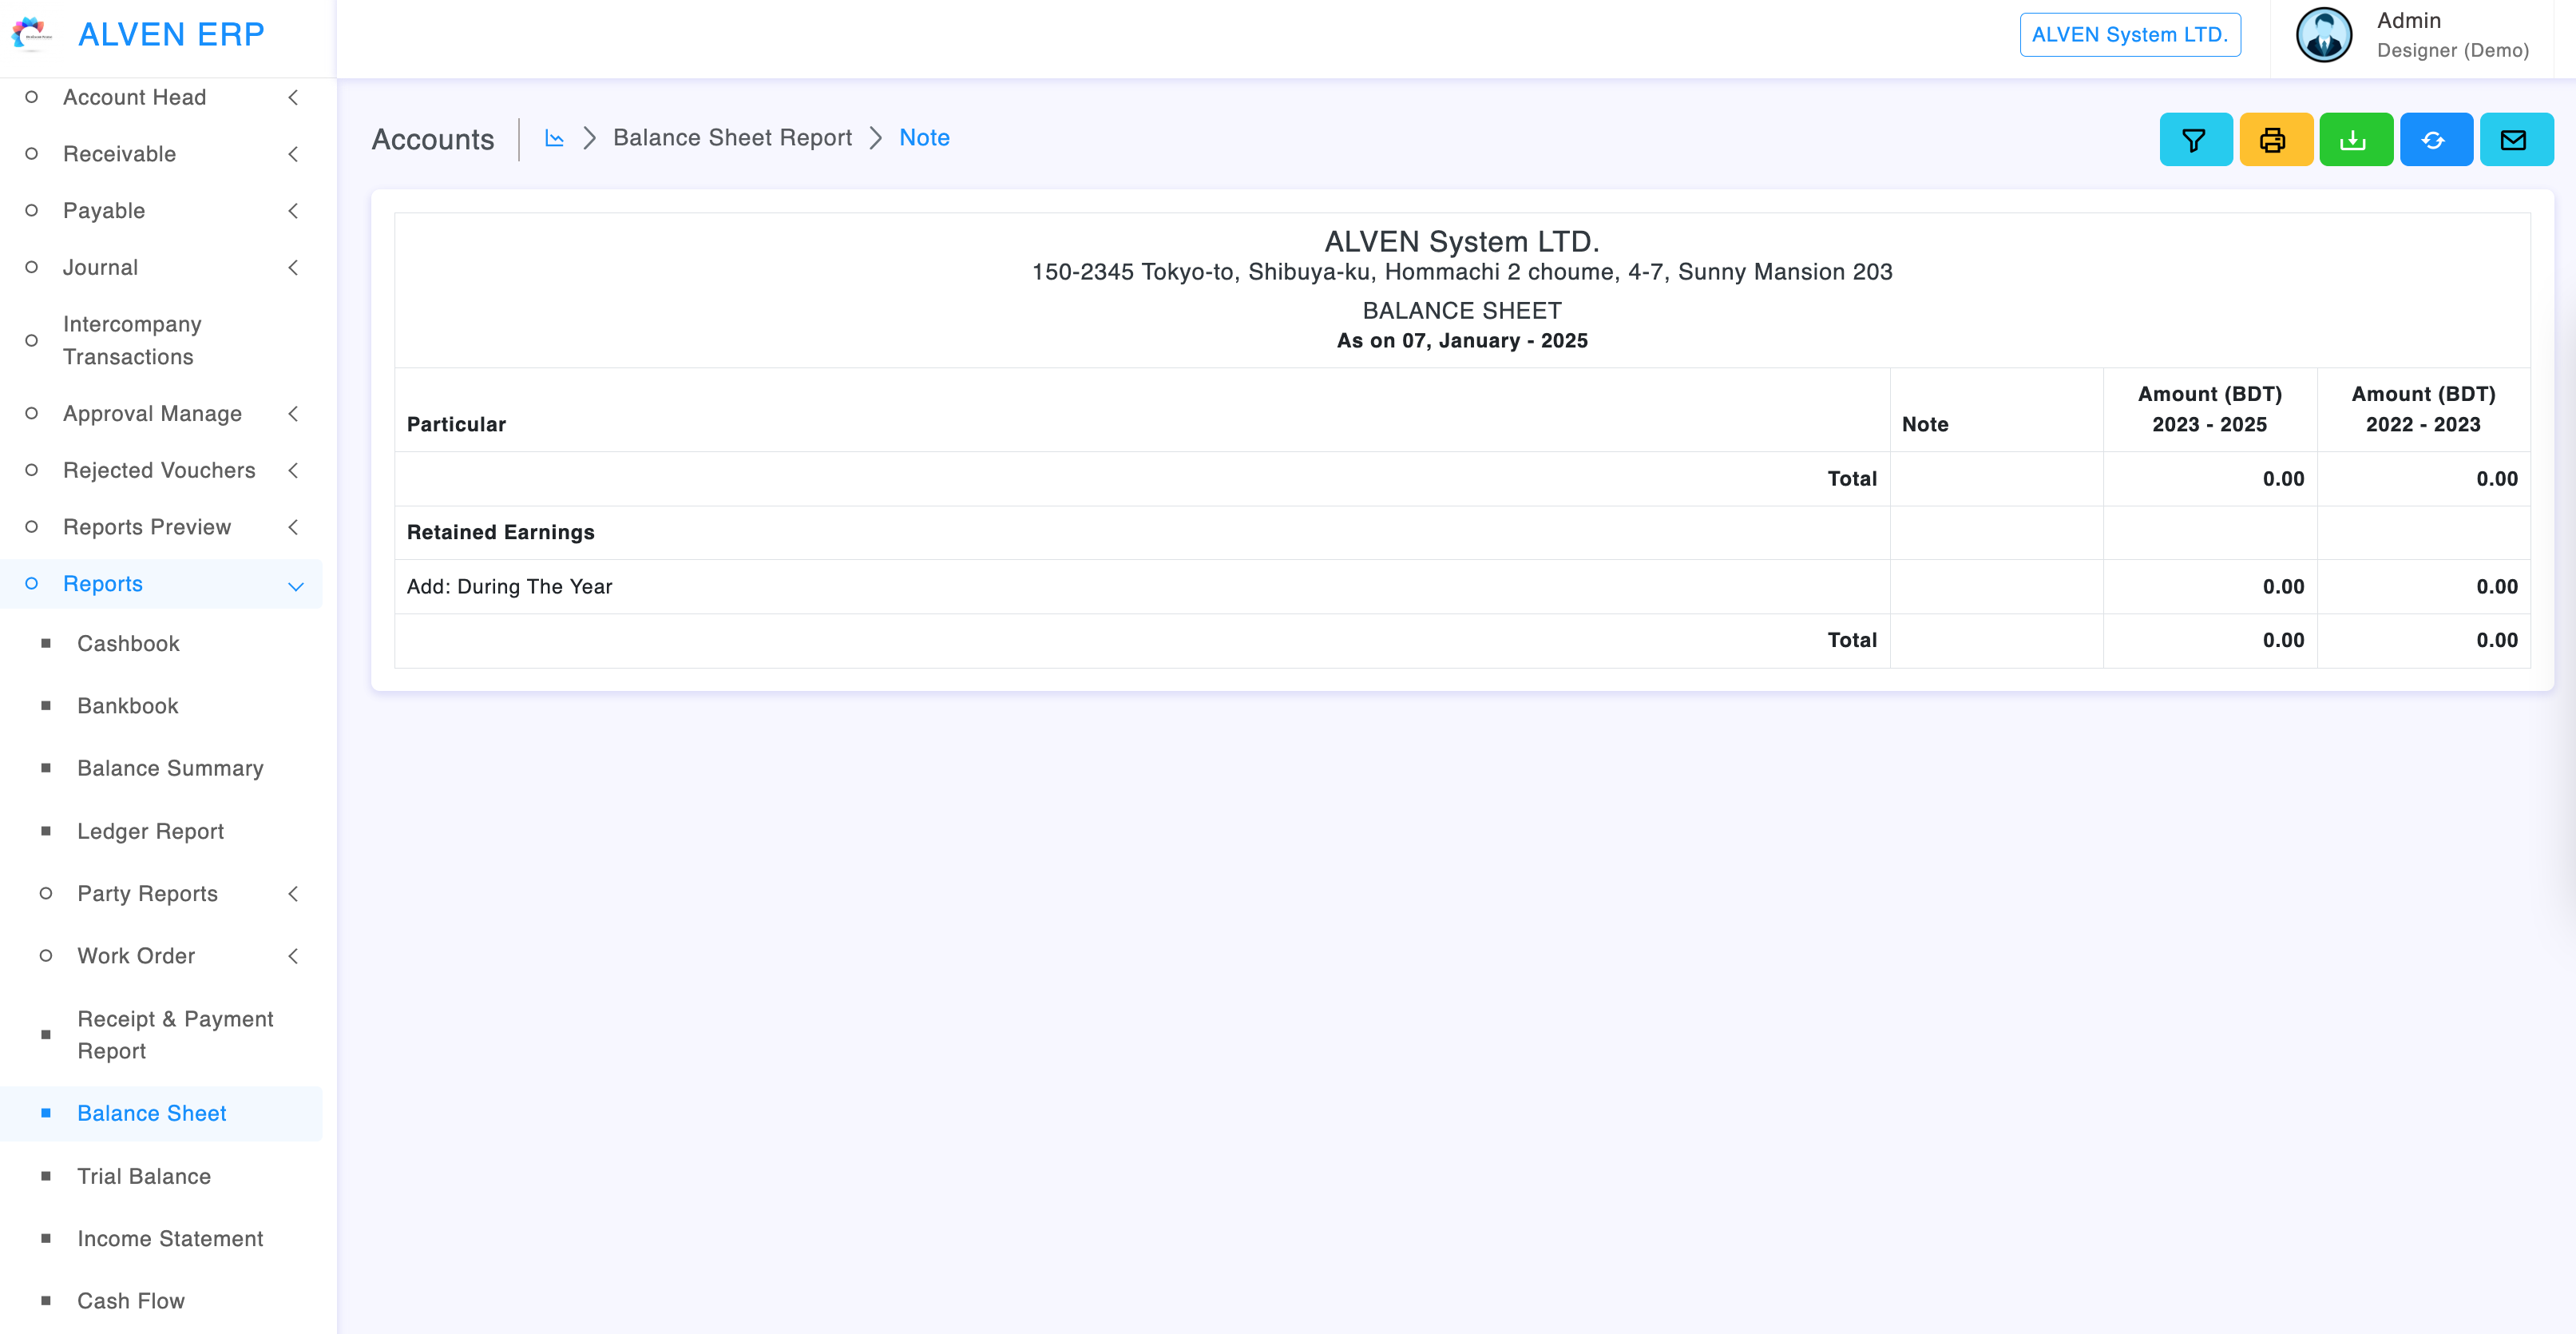 ALVEN ERP
ALVEN System LTD.
Admin
Designer (Demo)
Account Head
Receivable
Payable
Journal
Intercompany
Transactions
Approval Manage
Rejected Vouchers
Reports Preview
Reports
Cashbook
Bankbook
Balance Summary
Ledger Report
Party Reports
Work Order
Receipt & Payment
Report
Balance Sheet
Trial Balance
Income Statement
Cash Flow
Accounts
Balance Sheet Report
Note
ALVEN System LTD.
150-2345 Tokyo-to, Shibuya-ku, Hommachi 2 choume, 4-7, Sunny Mansion 203
BALANCE SHEET
As on 07, January - 2025
Particular Note Amount (BDT) 2023 - 2025 Amount (BDT) 2022 - 2023
Total 0.00 0.00
Retained Earnings
Add: During The Year 0.00 0.00
Total 0.00 0.00